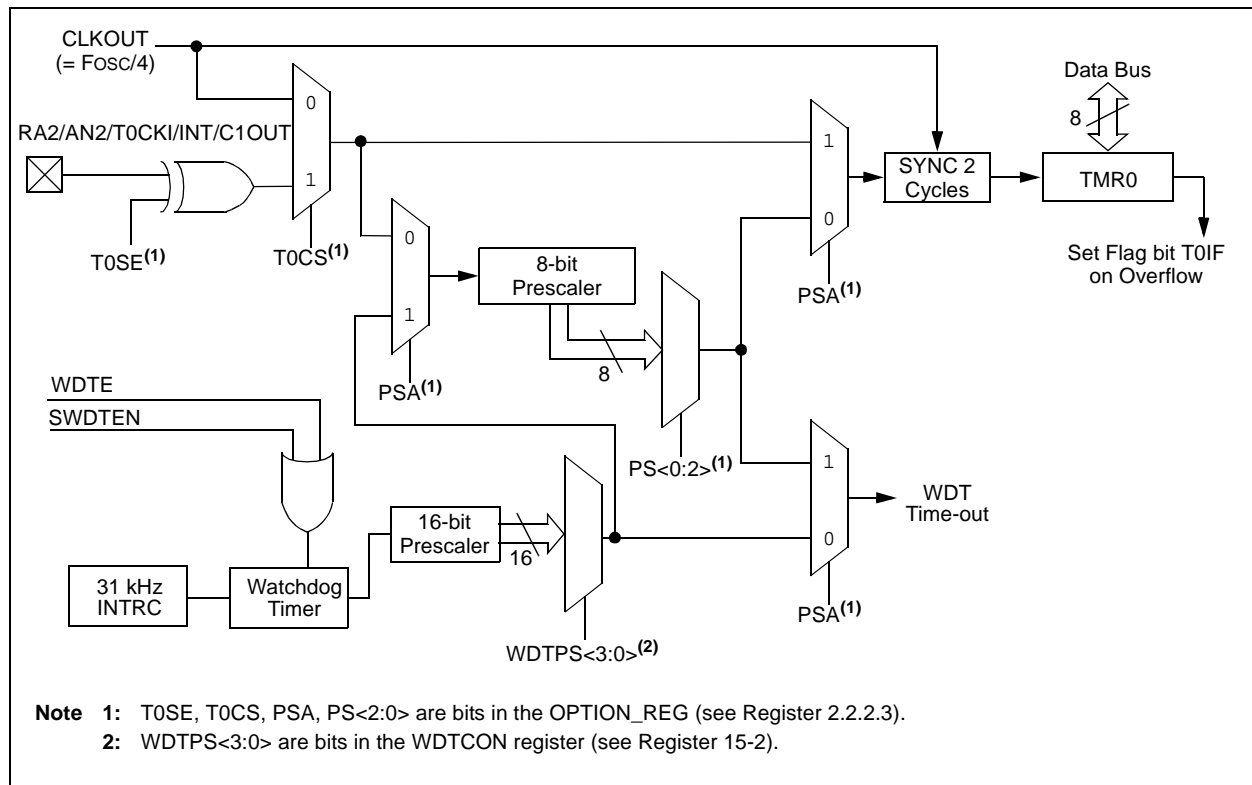 CLKOUT
(= FOSC/4)
Data Bus
8
RA2/AN2/T0CKI/INT/C1OUT
0
1
1
0
SYNC 2
Cycles
TMR0
T0SE(1)
T0CS(1)
0
1
8-bit
Prescaler
PSA(1)
Set Flag bit T0IF
on Overflow
8
PSA(1)
WDTE
SWDTEN
PS<0:2>(1)
1
0
WDT
Time-out
16-bit
Prescaler
16
31 kHz
INTRC
Watchdog
Timer
PSA(1)
WDTPS<3:0>(2)
Note 1: T0SE, T0CS, PSA, PS<2:0> are bits in the OPTION_REG (see Register 2.2.2.3).
2: WDTPS<3:0> are bits in the WDTCON register (see Register 15-2).